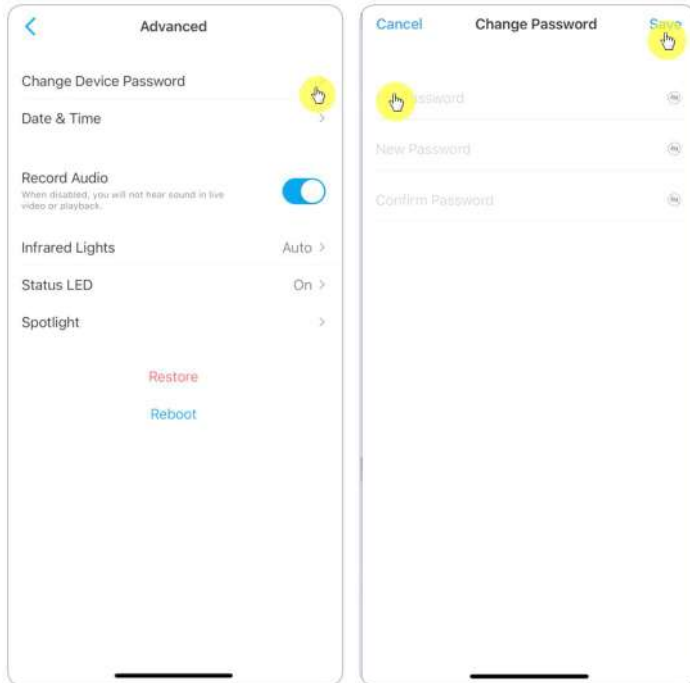 Advanced
Change Device Password
Date & Time
Record Audio
When disabled, you will not hear sound in live
video or playback.
Infrared Lights Auto
Status LED On
Spotlight
Restore
Reboot
Cancel Change Password Save
New Password
Confirm Password